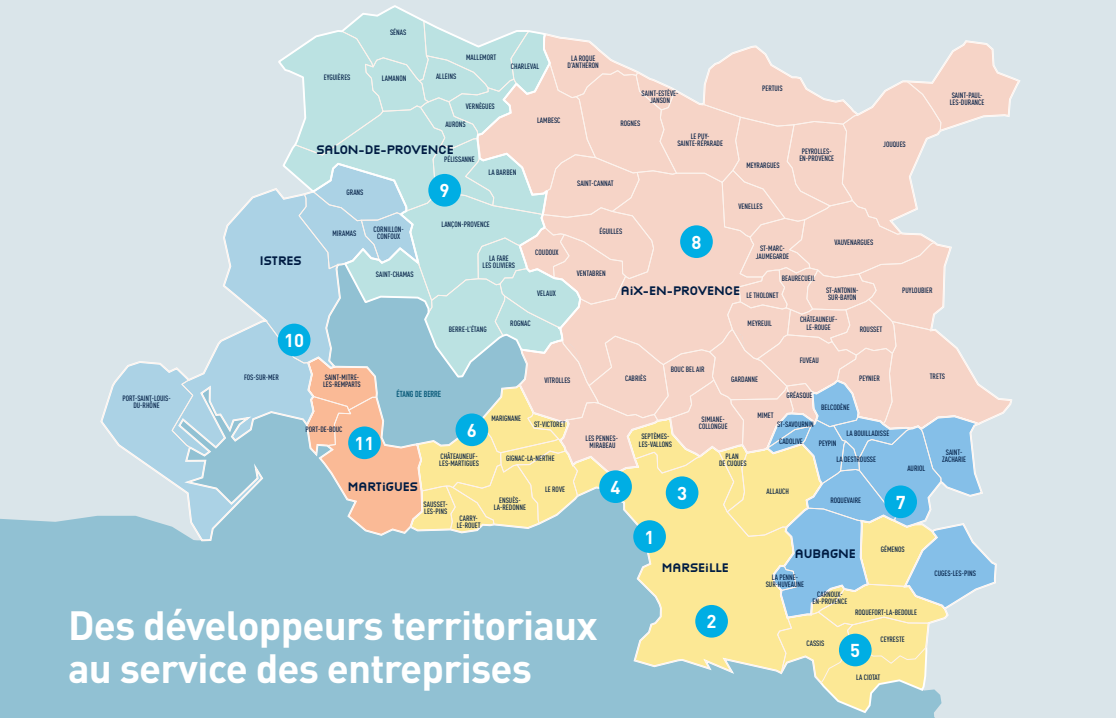 SÉNAS
MALLEMORT
CHARLEVAL
EYGUIÈRES
LAMANON
ALLEINS
VERNÈGUES
AURONS
SALON-DE-PROVENCE
PÉLISSANNE
LA BARBEN
9
LANÇON-PROVENCE
LA FARE
LES OLIVIERS
SAINT-CHAMAS
VELAUX
ROGNAC
BERRE-L'ÉTANG
GRANS
MIRAMAS
CORNILLON-
CONFOUX
ISTRES
10
FOS-SUR-MER
PORT-SAINT-LOUIS-
DU-RHÔNE
SAINT-MITRE-
LES-REMPARTS
PORT-DE-BOUC
11
MARTIGUES
ÉTANG DE BERRE
LA ROQUE
D'ANTHÉRON
SAINT-ESTÈVE-
JANSON
PERTUIS
SAINT-PAUL-
LES-DURANCE
LAMBESC
ROGNES
LE PUY-
SAINTE-RÉPARADE
MEYRARGUES
PEYROLLES-
EN-PROVENCE
JOUQUES
SAINT-CANNAT
VENELLES
ÉGUILLES
8
ST-MARC-
JAUMEGARDE
VAUVENARGUES
COUDOUX
VENTABREN
AIX-EN-PROVENCE
LE THOLONET
BEAURECUEIL
ST-ANTONIN-
SUR-BAYON
PUYLOUBIER
MEYREUIL
CHÂTEAUNEUF-
LE-ROUGE
ROUSSET
FUVEAU
VITROLLES
CABRIÈS
BOUC BEL AIR
GARDANNE
PEYNIER
TRETS
GRÉASQUE
MIMET
SIMIANE-
COLLONGUE
LES PENNES-
MIRABEAU
6
MARIGNANE
ST-VICTORET
CHÂTEAUNEUF-
LES-MARTIGUES
GIGNAC-LA-NERTHE
LE ROVE
ENSUÈS-
LA-REDONNE
SAUSSET-
LES-PINS
CARRY-
LE-ROUET
SEPTÈMES-
LES-VALLONS
PLAN
DE CUQUES
ALLAUCH
4
3
1
MARSEILLE
2
BELCODÈNE
ST-SAVOURNIN
CADOLIVE
PEYPIN
LA BOUILLADISSE
LA DESTROUSSE
AURIOL
SAINT-
ZACHARIE
ROQUEVAIRE
7
AUBAGNE
LA PENNE-
SUR-HUVEAUNE
GÉMENOS
CUGES-LES-PINS
CARNOUX-
EN-PROVENCE
ROQUEFORT-LA-BEDOULE
CASSIS
5
CEYRESTE
LA CIOTAT
Des développeurs territoriaux
au service des entreprises